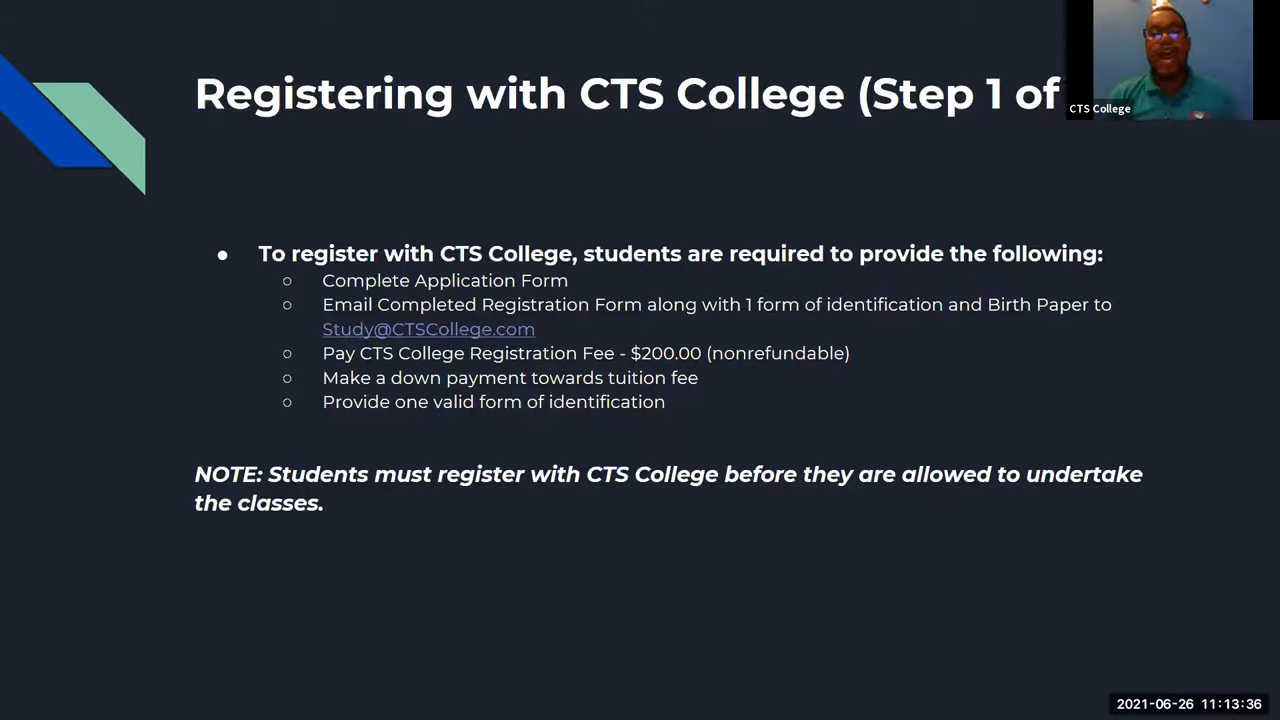 Registering with CTS College (Step 1 of
CTS College
● To register with CTS College, students are required to provide the following:
○ Complete Application Form
○ Email Completed Registration Form along with 1 form of identification and Birth Paper to
Study@CTSCollege.com
○ Pay CTS College Registration Fee - $200.00 (nonrefundable)
○ Make a down payment towards tuition fee
○ Provide one valid form of identification
NOTE: Students must register with CTS College before they are allowed to undertake
the classes.
2021-06-26 11:13:36